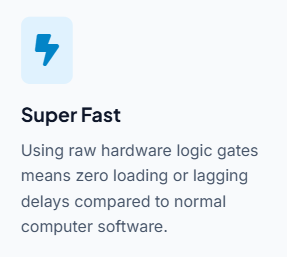 Super Fast
Using raw hardware logic gates
means zero loading or lagging
delays compared to normal
computer software.